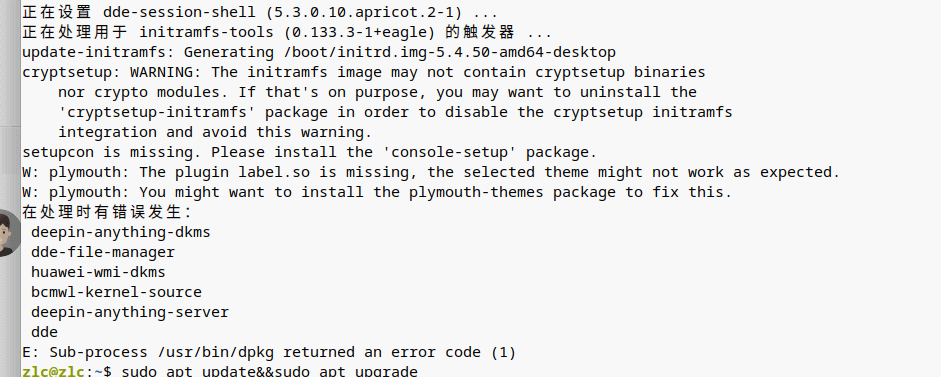 正在设置 dde-session-shell (5.3.0.10.apricot.2-1) ...
正在处理用于 initramfs-tools (0.133.3-1+eagle) 的触发器 ...
update-initramfs: Generating /boot/initrd.img-5.4.50-amd64-desktop
cryptsetup: WARNING: The initramfs image may not contain cryptsetup binaries
    nor crypto modules. If that's on purpose, you may want to uninstall the
    'cryptsetup-initramfs' package in order to disable the cryptsetup initramfs
    integration and avoid this warning.
setupcon is missing. Please install the 'console-setup' package.
W: plymouth: The plugin label.so is missing, the selected theme might not work as expected.
W: plymouth: You might want to install the plymouth-themes package to fix this.
在处理时有错误发生：
 deepin-anything-dkms
 dde-file-manager
 huawei-wmi-dkms
 bcmwl-kernel-source
 deepin-anything-server
 dde
E: Sub-process /usr/bin/dpkg returned an error code (1)
zlc@zlc:~$ sudo apt update&&sudo apt upgrade